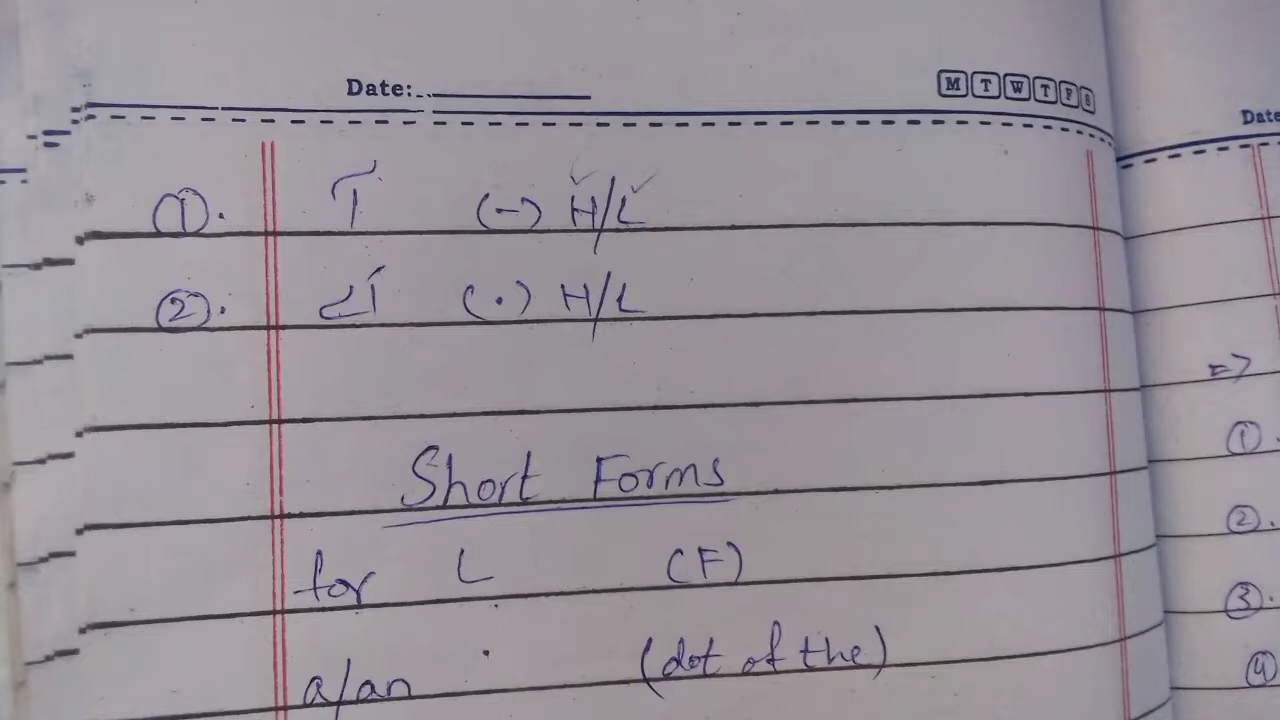 Date:
M T W T F S
Date
①. (-) H/L
②. (·) H/L
=>
①.
Short Forms
②.
for (F)
③.
a/an . (dot of the)
④